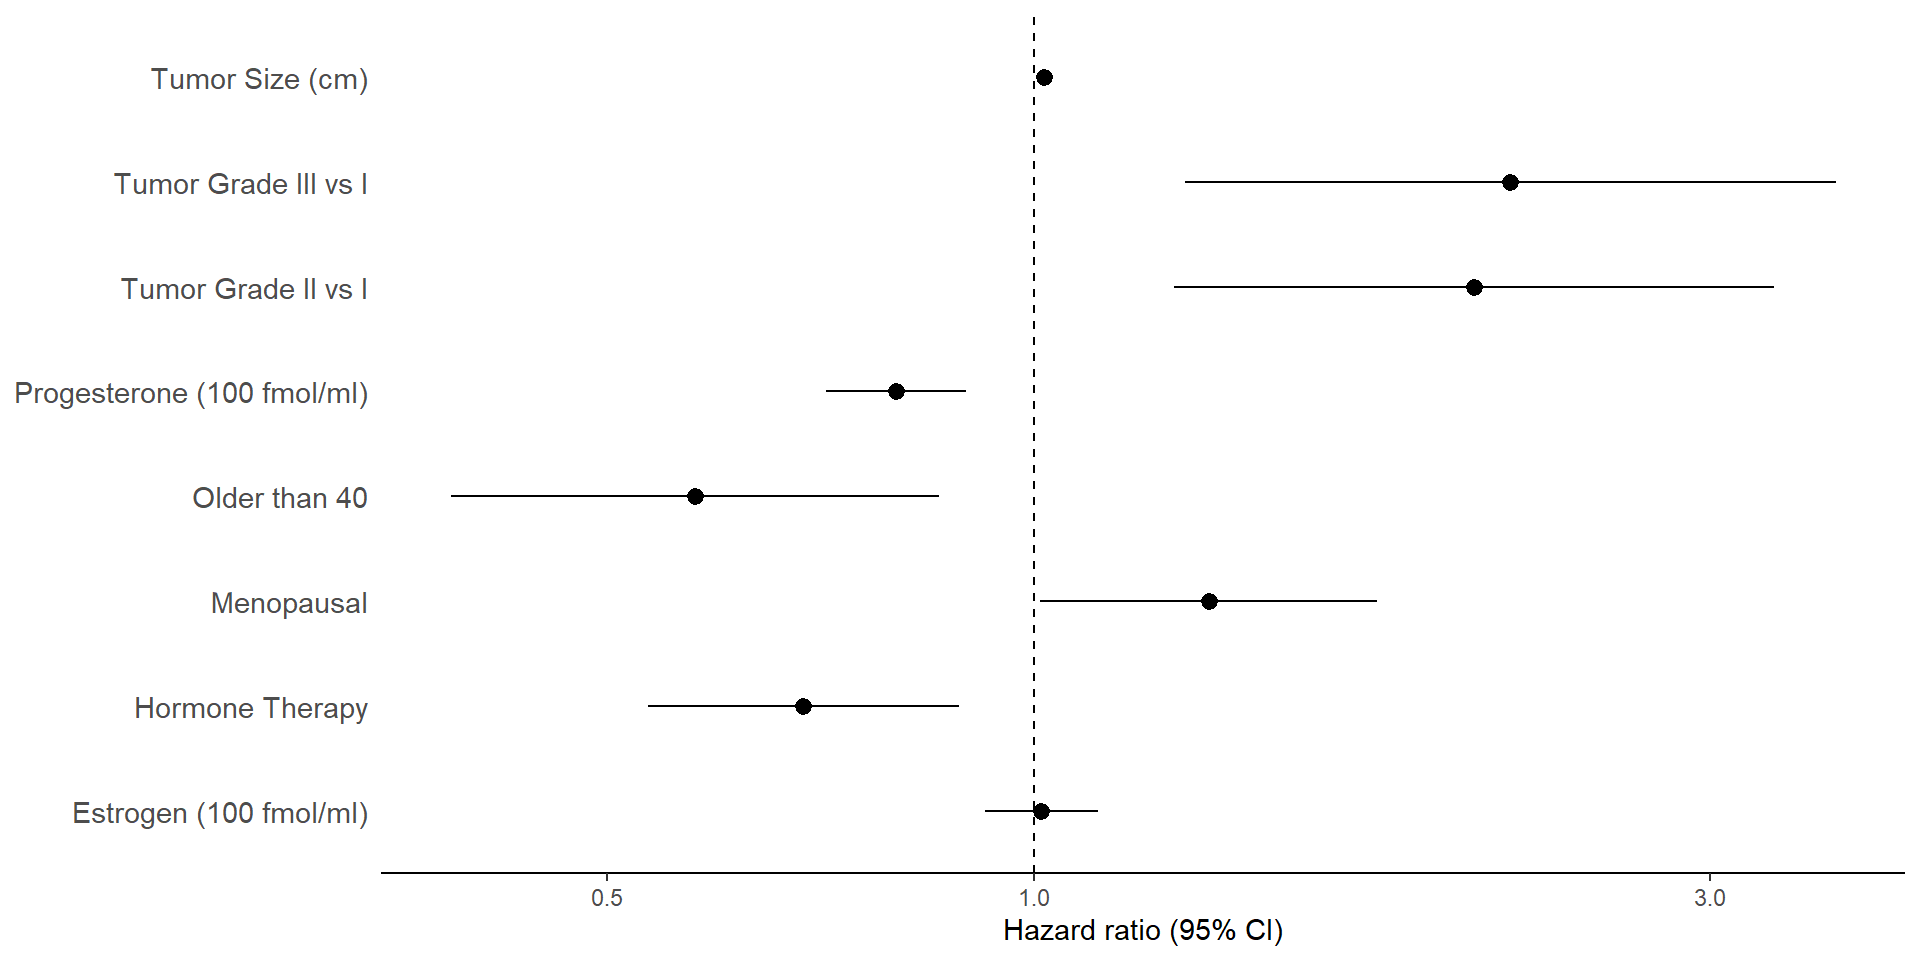 Tumor Size (cm)
Tumor Grade III vs I
Tumor Grade II vs I
Progesterone (100 fmol/ml)
Older than 40
Menopausal
Hormone Therapy
Estrogen (100 fmol/ml)
0.5 1.0 3.0
Hazard ratio (95% CI)